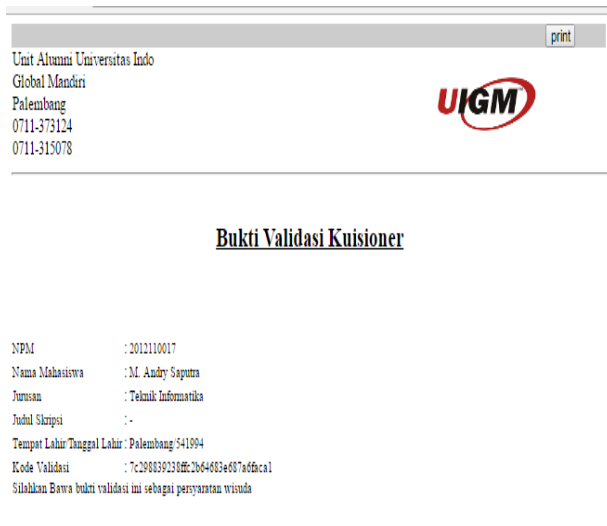 print
Unit Alumni Universitas Indo
Global Mandiri
Palembang
0711-373124
0711-315078
UIGM
Bukti Validasi Kuisioner
NPM : 2012110017
Nama Mahasiswa : M. Andry Saputra
Jurusan : Teknik Informatika
Judul Skripsi : -
Tempat Lahir/Tanggal Lahir : Palembang/541994
Kode Validasi : 7c298839238ffc2b64683e687a6faca1
Silahkan Bawa bukti validasi ini sebagai persyaratan wisuda